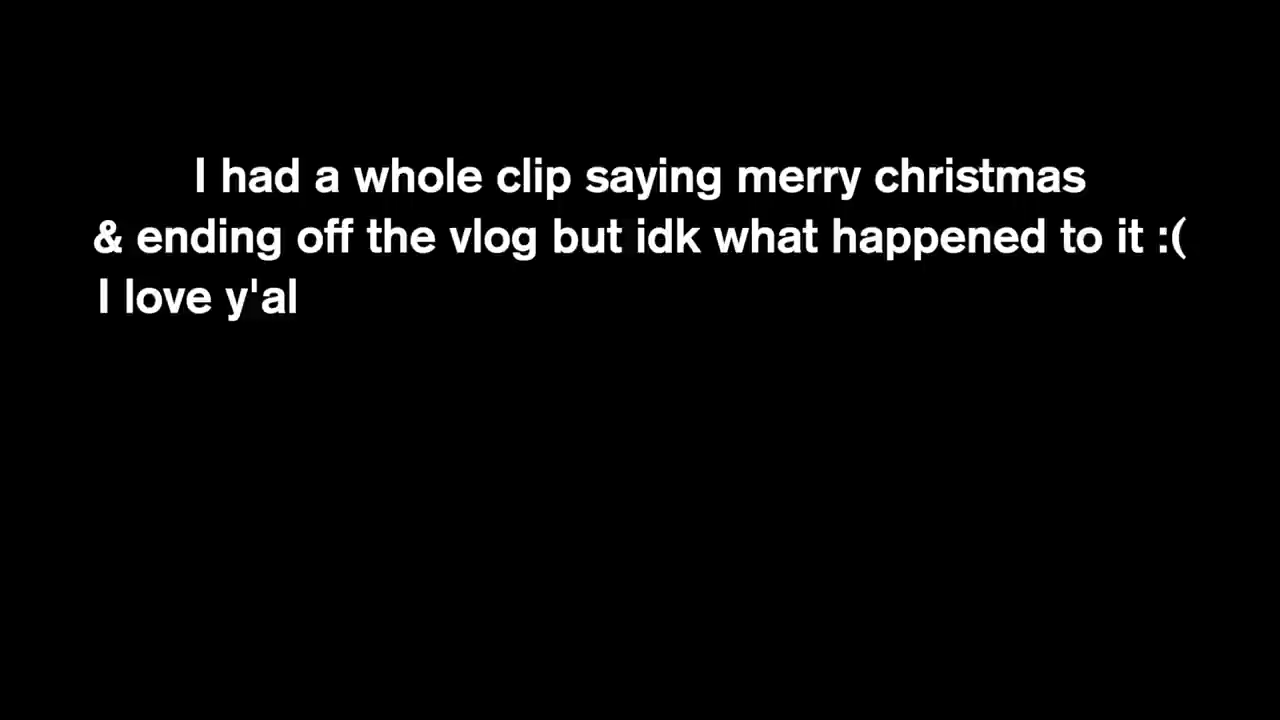 I had a whole clip saying merry christmas
& ending off the vlog but idk what happened to it :(
I love y'al